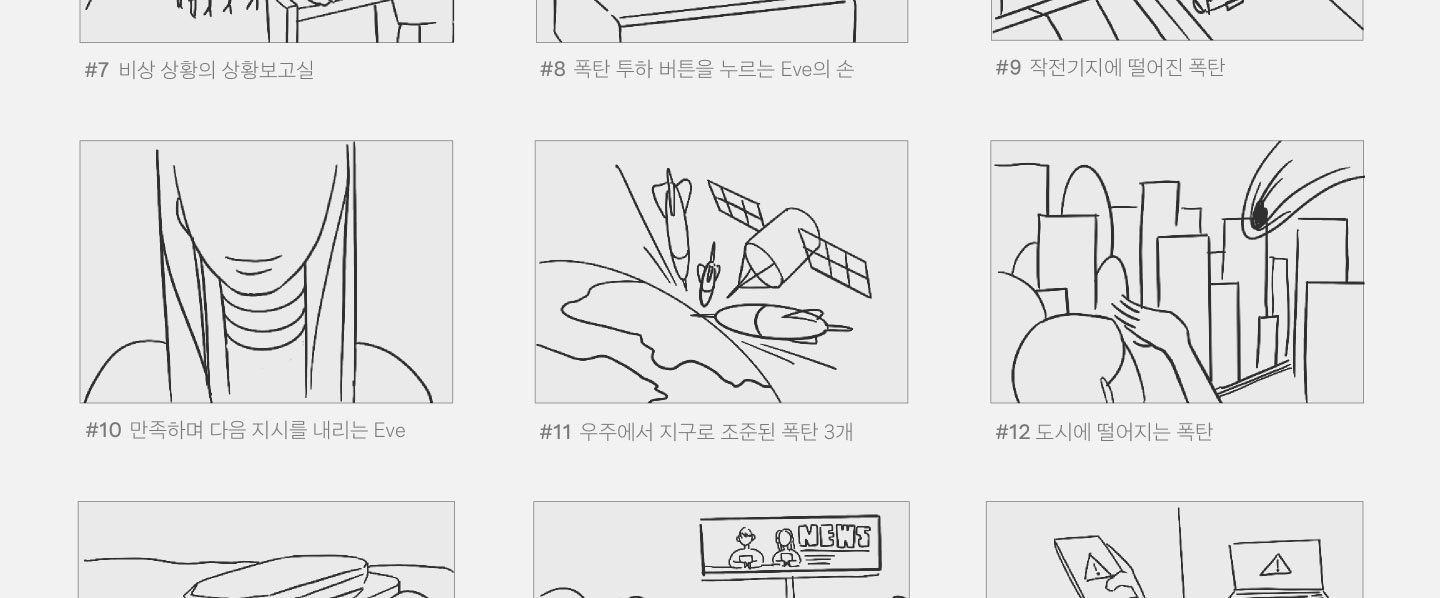 #7 비상 상황의 상황보고실
#8 폭탄 투하 버튼을 누르는 Eve의 손
#9 작전기지에 떨어진 폭탄
#10 만족하며 다음 지시를 내리는 Eve
#11 우주에서 지구로 조준된 폭탄 3개
#12 도시에 떨어지는 폭탄
NEWS